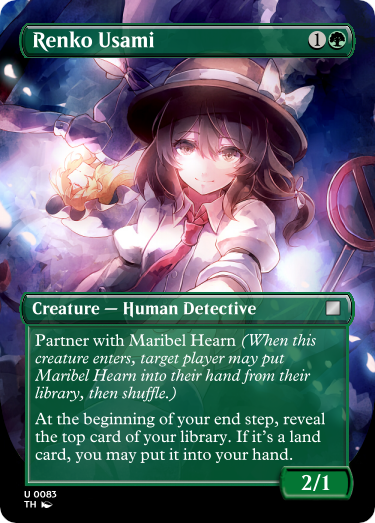 Renko Usami 1
Creature — Human Detective
Partner with Maribel Hearn (When this
creature enters, target player may put
Maribel Hearn into their hand from their
library, then shuffle.)
At the beginning of your end step, reveal
the top card of your library. If it's a land
card, you may put it into your hand.
2/1
U 0083
TH